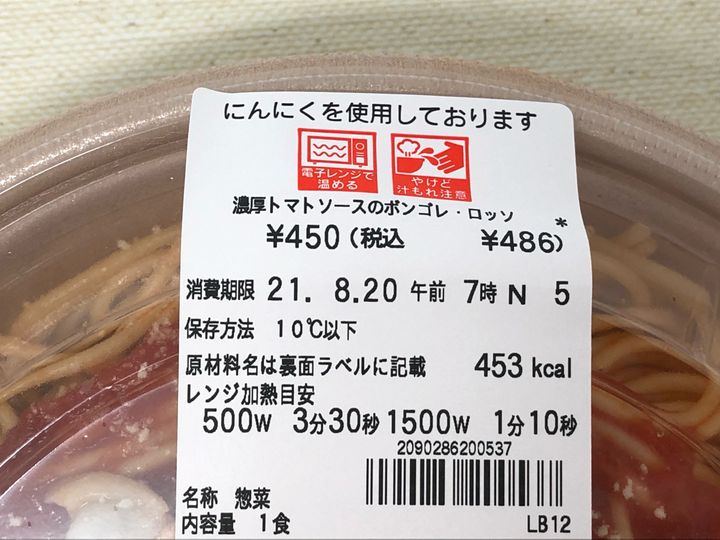 にんにくを使用しております
電子レンジで
温める
やけど
汁もれ注意
濃厚トマトソースのボンゴレ・ロッソ
¥450（税込 ¥486）*
消費期限 21. 8.20 午前 7時 N 5
保存方法 10℃以下
原材料名は裏面ラベルに記載 453 kcal
レンジ加熱目安
500W 3分30秒 1500W 1分10秒
2090286200537
名称 惣菜
内容量 1食 LB12